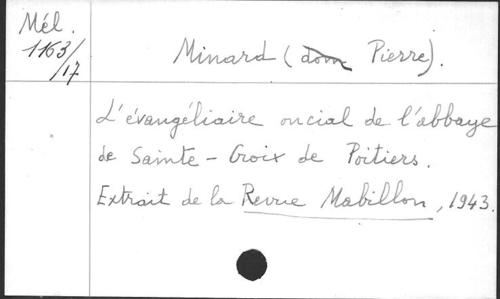 Mél.
1163/17
Minard (dom Pierre).
L'évangéliaire oncial de l'abbaye
de Sainte-Croix de Poitiers.
Extrait de la Revue Mabillon, 1943.